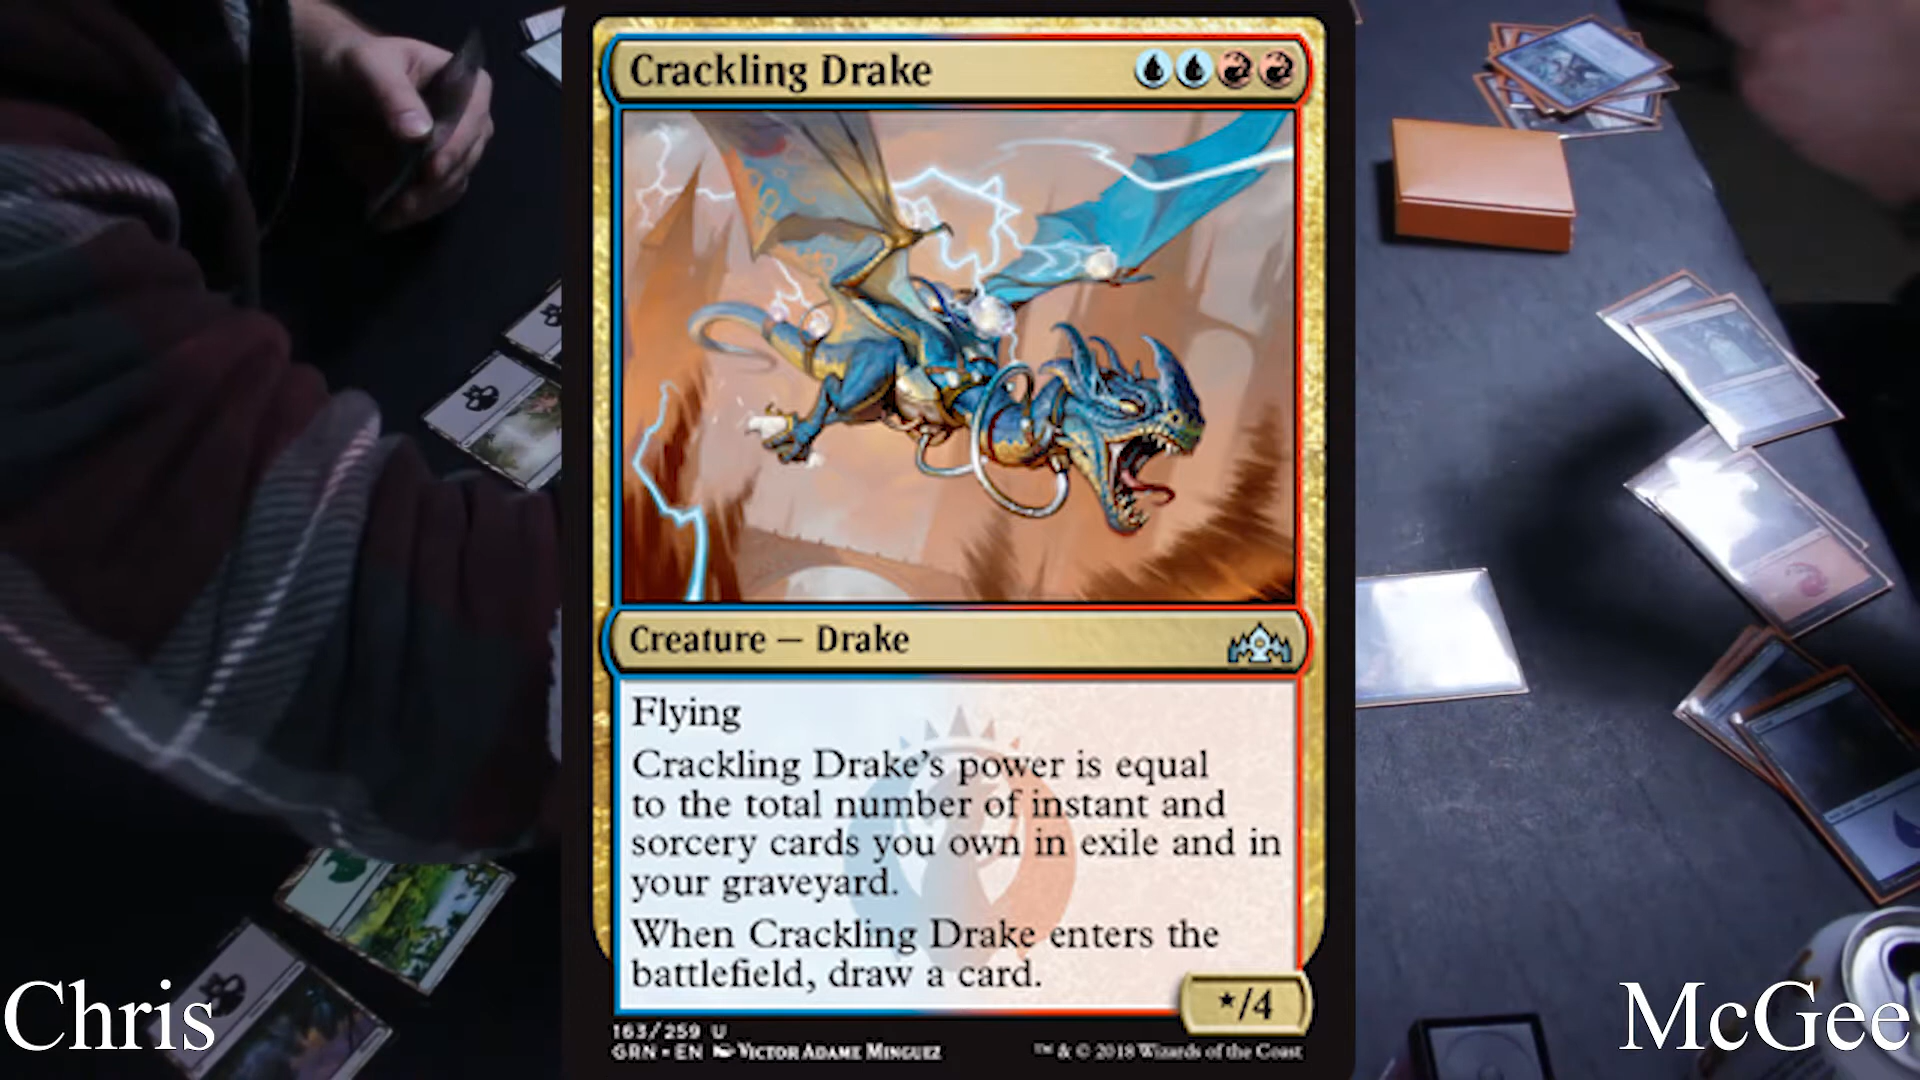 Crackling Drake
Creature — Drake
Flying
Crackling Drake's power is equal
to the total number of instant and
sorcery cards you own in exile and in
your graveyard.
When Crackling Drake enters the
battlefield, draw a card.
*/4
163/259 U
GRN • EN Victor Adame Minguez
™ & © 2018 Wizards of the Coast
Chris
McGee